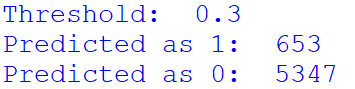 Threshold:  0.3
Predicted as 1:  653
Predicted as 0:  5347